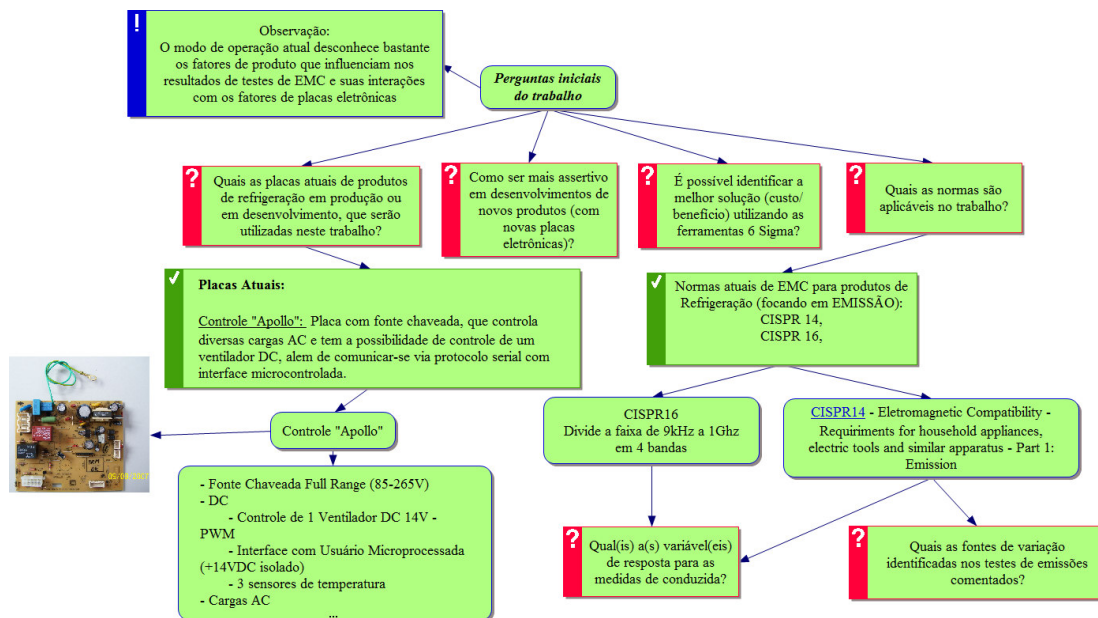 !
Observação:
O modo de operação atual desconhece bastante
os fatores de produto que influenciam nos
resultados de testes de EMC e suas interações
com os fatores de placas eletrônicas
Perguntas iniciais
do trabalho
?
Quais as placas atuais de produtos
de refrigeração em produção ou
em desenvolvimento, que serão
utilizadas neste trabalho?
?
Como ser mais assertivo
em desenvolvimentos de
novos produtos (com
novas placas
eletrônicas)?
?
É possivel identificar a
melhor solução (custo/
benefício) utilizando as
ferramentas 6 Sigma?
?
Quais as normas são
aplicáveis no trabalho?
Placas Atuais:
Controle "Apollo": Placa com fonte chaveada, que controla
diversas cargas AC e tem a possibilidade de controle de um
ventilador DC, alem de comunicar-se via protocolo serial com
interface microcontrolada.
Normas atuais de EMC para produtos de
Refrigeração (focando em EMISSÃO):
CISPR 14,
CISPR 16,
Controle "Apollo"
CISPR16
Divide a faixa de 9kHz a 1Ghz
em 4 bandas
CISPR14 - Eletromagnetic Compatibility -
Requiriments for household appliances,
electric tools and similar apparatus - Part 1:
Emission
- Fonte Chaveada Full Range (85-265V)
- DC
- Controle de 1 Ventilador DC 14V -
PWM
- Interface com Usuário Microprocessada
(+14VDC isolado)
- 3 sensores de temperatura
- Cargas AC
...
?
Qual(is) a(s) variável(eis)
de resposta para as
medidas de conduzida?
?
Quais as fontes de variação
identificadas nos testes de emissões
comentados?